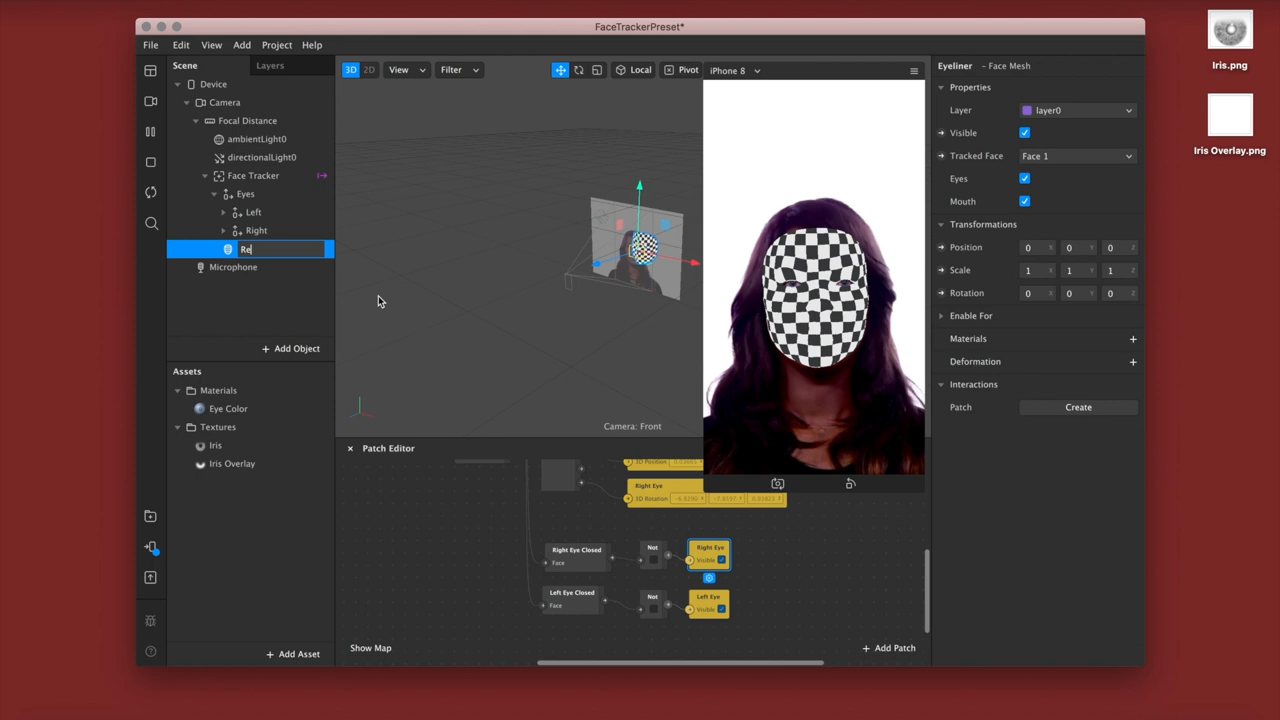 FaceTrackerPreset*
File Edit View Add Project Help
Scene Layers
Device
Camera
Focal Distance
ambientLight0
directionalLight0
Face Tracker
Eyes
Left
Right
Re
Microphone
+ Add Object
Assets
Materials
Eye Color
Textures
Iris
Iris Overlay
+ Add Asset
3D 2D View Filter Local Pivot
Camera: Front
iPhone 8
Patch Editor
3D Position
Right Eye
3D Rotation
Right Eye Closed
Face
Not
Right Eye
Visible
Left Eye Closed
Face
Not
Left Eye
Visible
Show Map
+ Add Patch
Eyeliner - Face Mesh
Properties
Layer layer0
Visible
Tracked Face Face 1
Eyes
Mouth
Transformations
Position 0 X 0 Y 0 Z
Scale 1 X 1 Y 1 Z
Rotation 0 X 0 Y 0 Z
Enable For
Materials +
Deformation +
Interactions
Patch Create
Iris.png
Iris Overlay.png